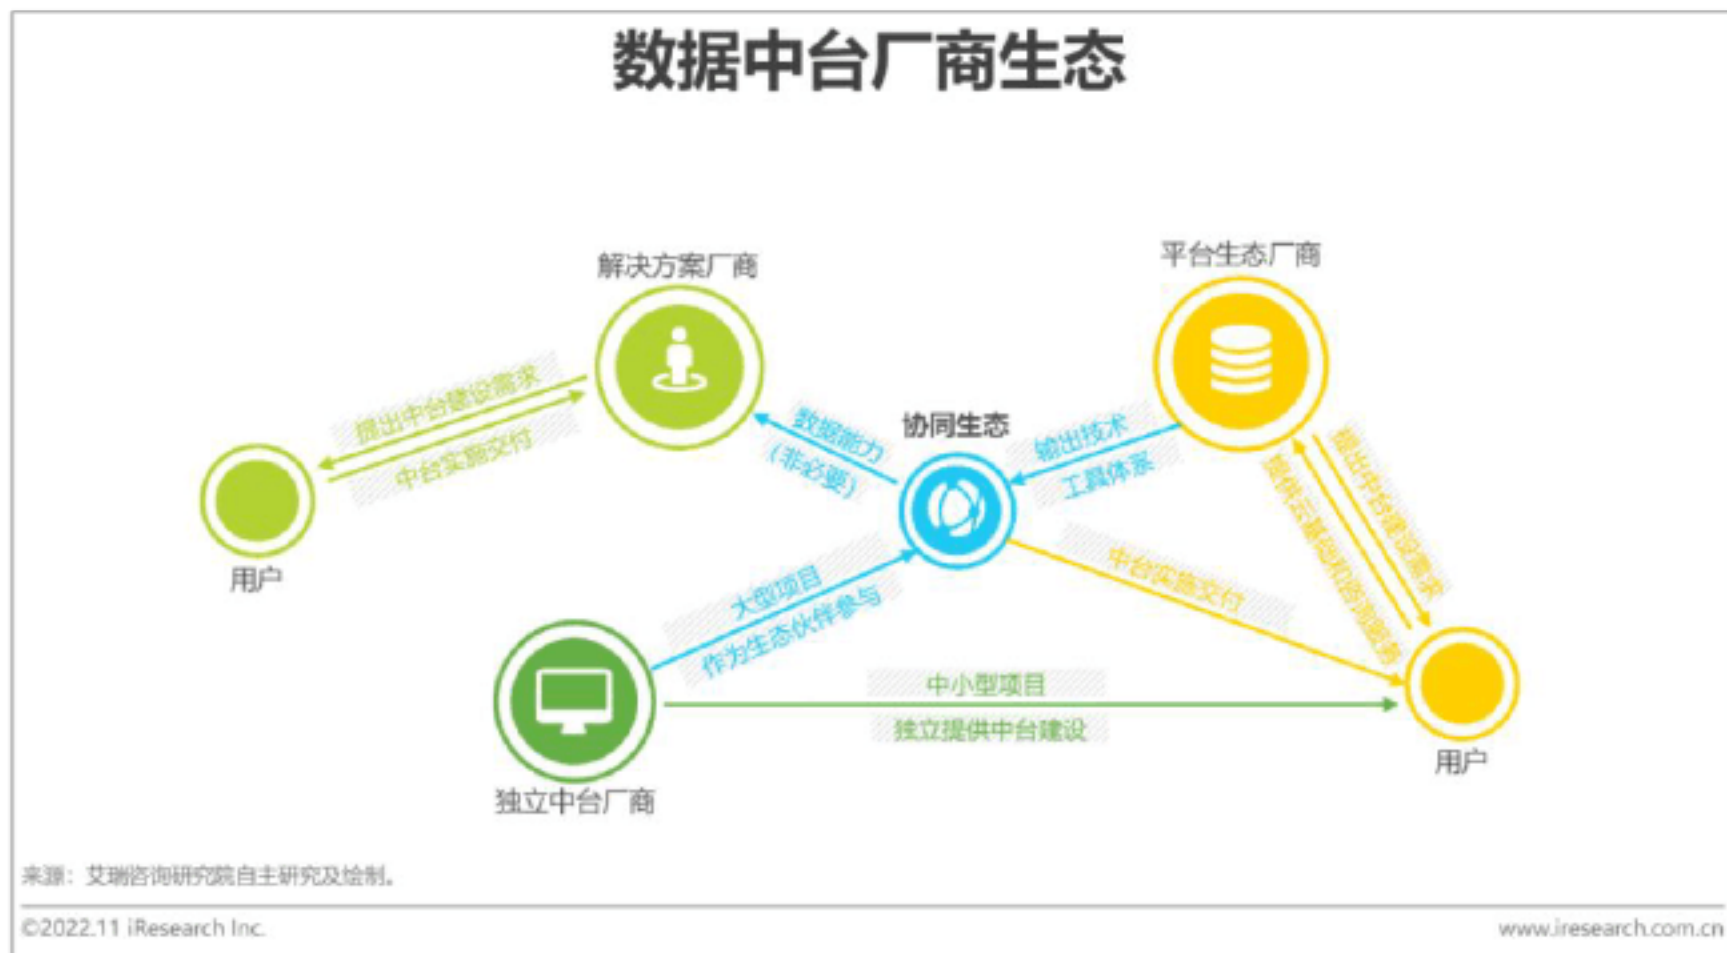 数据中台厂商生态
解决方案厂商
平台生态厂商
提出中台建设需求
中台实施交付
用户
数据能力
（非必要）
协同生态
输出技术
工具体系
提出中台建设需求
提供云基础和咨询服务
大型项目
作为生态伙伴参与
中台实施交付
独立中台厂商
中小型项目
独立提供中台建设
用户
来源：艾瑞咨询研究院自主研究及绘制。
©2022.11 iResearch Inc.
www.iresearch.com.cn